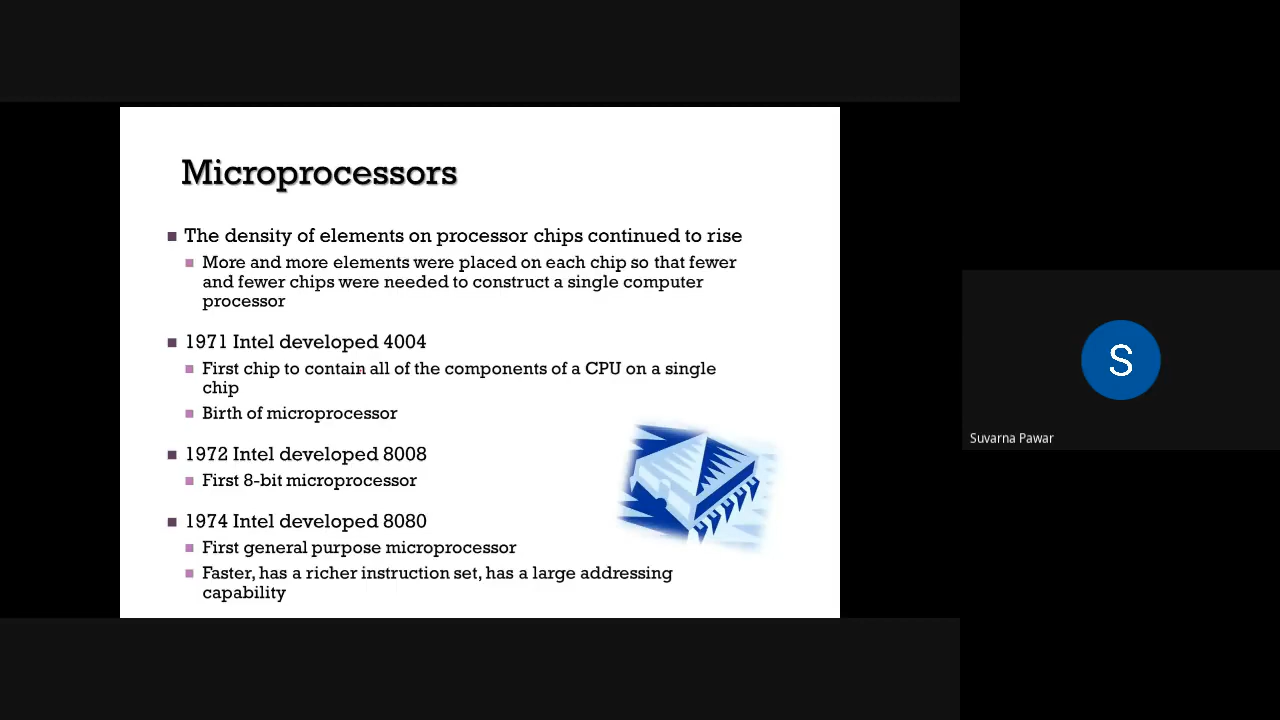 Microprocessors
■ The density of elements on processor chips continued to rise
■ More and more elements were placed on each chip so that fewer
and fewer chips were needed to construct a single computer
processor
■ 1971 Intel developed 4004
■ First chip to contain all of the components of a CPU on a single
chip
■ Birth of microprocessor
■ 1972 Intel developed 8008
■ First 8-bit microprocessor
■ 1974 Intel developed 8080
■ First general purpose microprocessor
■ Faster, has a richer instruction set, has a large addressing
capability
S
Suvarna Pawar